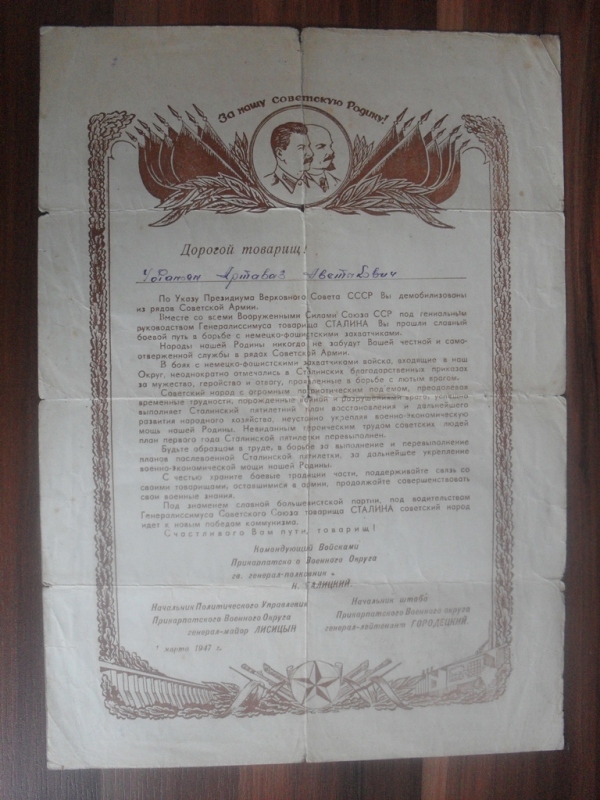 За нашу Советскую Родину!
Дорогой товарищ!
Артаваз
По Указу Президиума Верховного Совета СССР Вы демобилизованы
из рядов Советской Армии.
Вместе со всеми Вооруженными Силами Союза ССР под гениальным
руководством Генералиссимуса товарища СТАЛИНА Вы прошли славный
боевой путь в борьбе с немецко-фашистскими захватчиками.
Народы нашей Родины никогда не забудут Вашей честной и само-
отверженной службы в рядах Советской Армии.
В боях с немецко-фашистскими захватчиками войска, входящие в наш
Округ, неоднократно отмечались в Сталинских благодарственных приказах
за мужество, геройство и отвагу, проявленные в борьбе с лютым врагом.
Советский народ с огромным патриотическим подъемом, преодолевая
временные трудности, порожденные войной и разрушениями врага, успешно
выполняет Сталинский пятилетний план восстановления и дальнейшего
развития народного хозяйства, неустанно укрепляя военно-экономическую
мощь нашей Родины. Невиданным героическим трудом советских людей
план первого года Сталинской пятилетки перевыполнен.
Будьте образцом в труде, в борьбе за выполнение и перевыполнение
планов послевоенной Сталинской пятилетки, за дальнейшее укрепление
военно-экономической мощи нашей Родины.
С честью храните боевые традиции части, поддерживайте связь со
своими товарищами, оставшимися в армии, продолжайте совершенствовать
свои военные знания.
Под знаменем славной большевистской партии, под водительством
Генералиссимуса Советского Союза товарища СТАЛИНА советский народ
идет к новым победам коммунизма.
Счастливого Вам пути, товарищ!
Командующий Войсками
Прикарпатского Военного Округа
гв. генерал-полковник
К. ГАЛИЦКИЙ.
Начальник Политического Управления
Прикарпатского Военного Округа
генерал-майор ЛИСИЦЫН
Начальник штаба
Прикарпатского Военного округа
генерал-лейтенант ГОРОДЕЦКИЙ.
марта 1947 г.